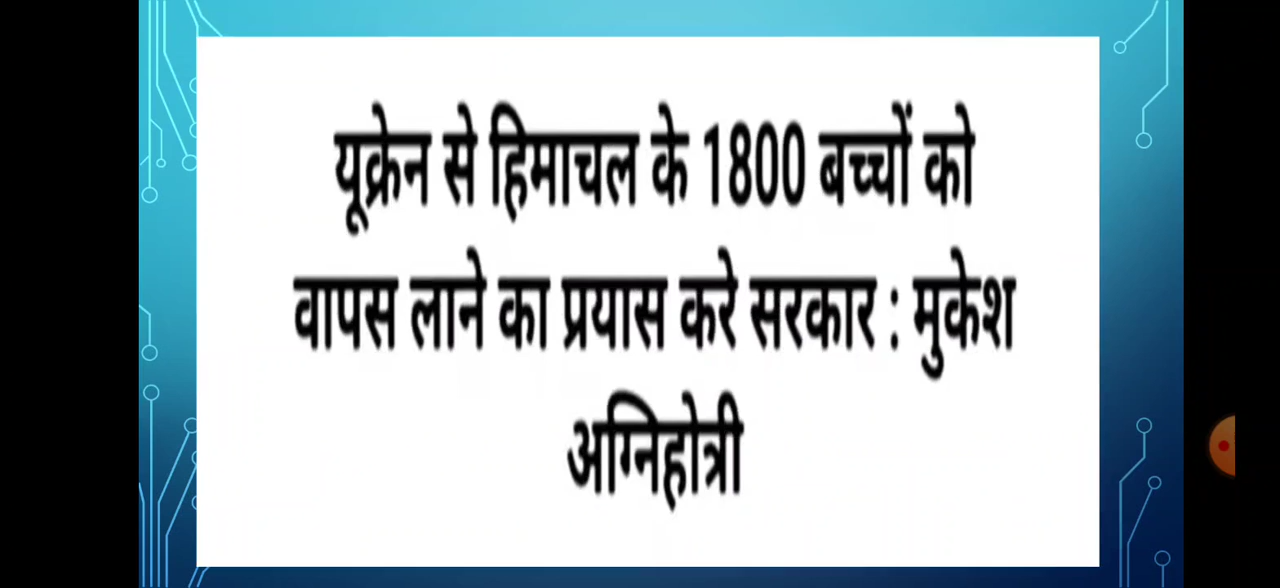 यूक्रेन से हिमाचल के 1800 बच्चों को
वापस लाने का प्रयास करे सरकार : मुकेश
अग्निहोत्री